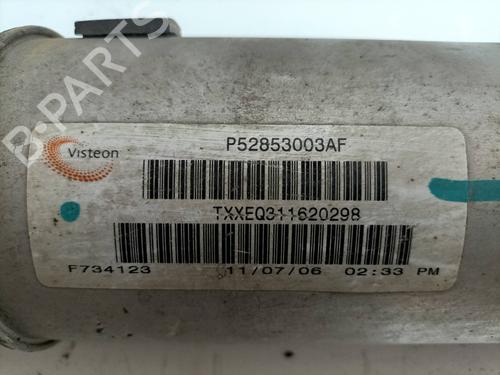 B-PARTS
Visteon
P52853003AF
TXXEQ311620298
F734123 11/07/06 02:33 PM